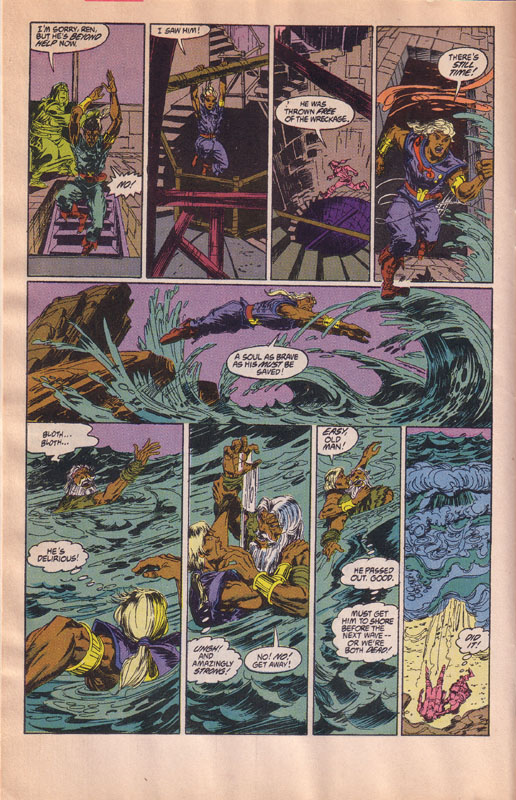 I'M SORRY, REN,
BUT HE'S BEYOND
HELP NOW.
NO!
I SAW HIM!
HE WAS
THROWN FREE
OF THE WRECKAGE.
THERE'S
STILL
TIME!
A SOUL AS BRAVE
AS HIS MUST BE
SAVED!
BLOTH...
BLOTH...
HE'S
DELIRIOUS!
UNGH!
AND
AMAZINGLY
STRONG!
NO! NO!
GET AWAY!
EASY,
OLD
MAN!
HE PASSED
OUT. GOOD.
MUST GET
HIM TO SHORE
BEFORE THE
NEXT WAVE--
OR WE'RE
BOTH DEAD!
DID
IT!